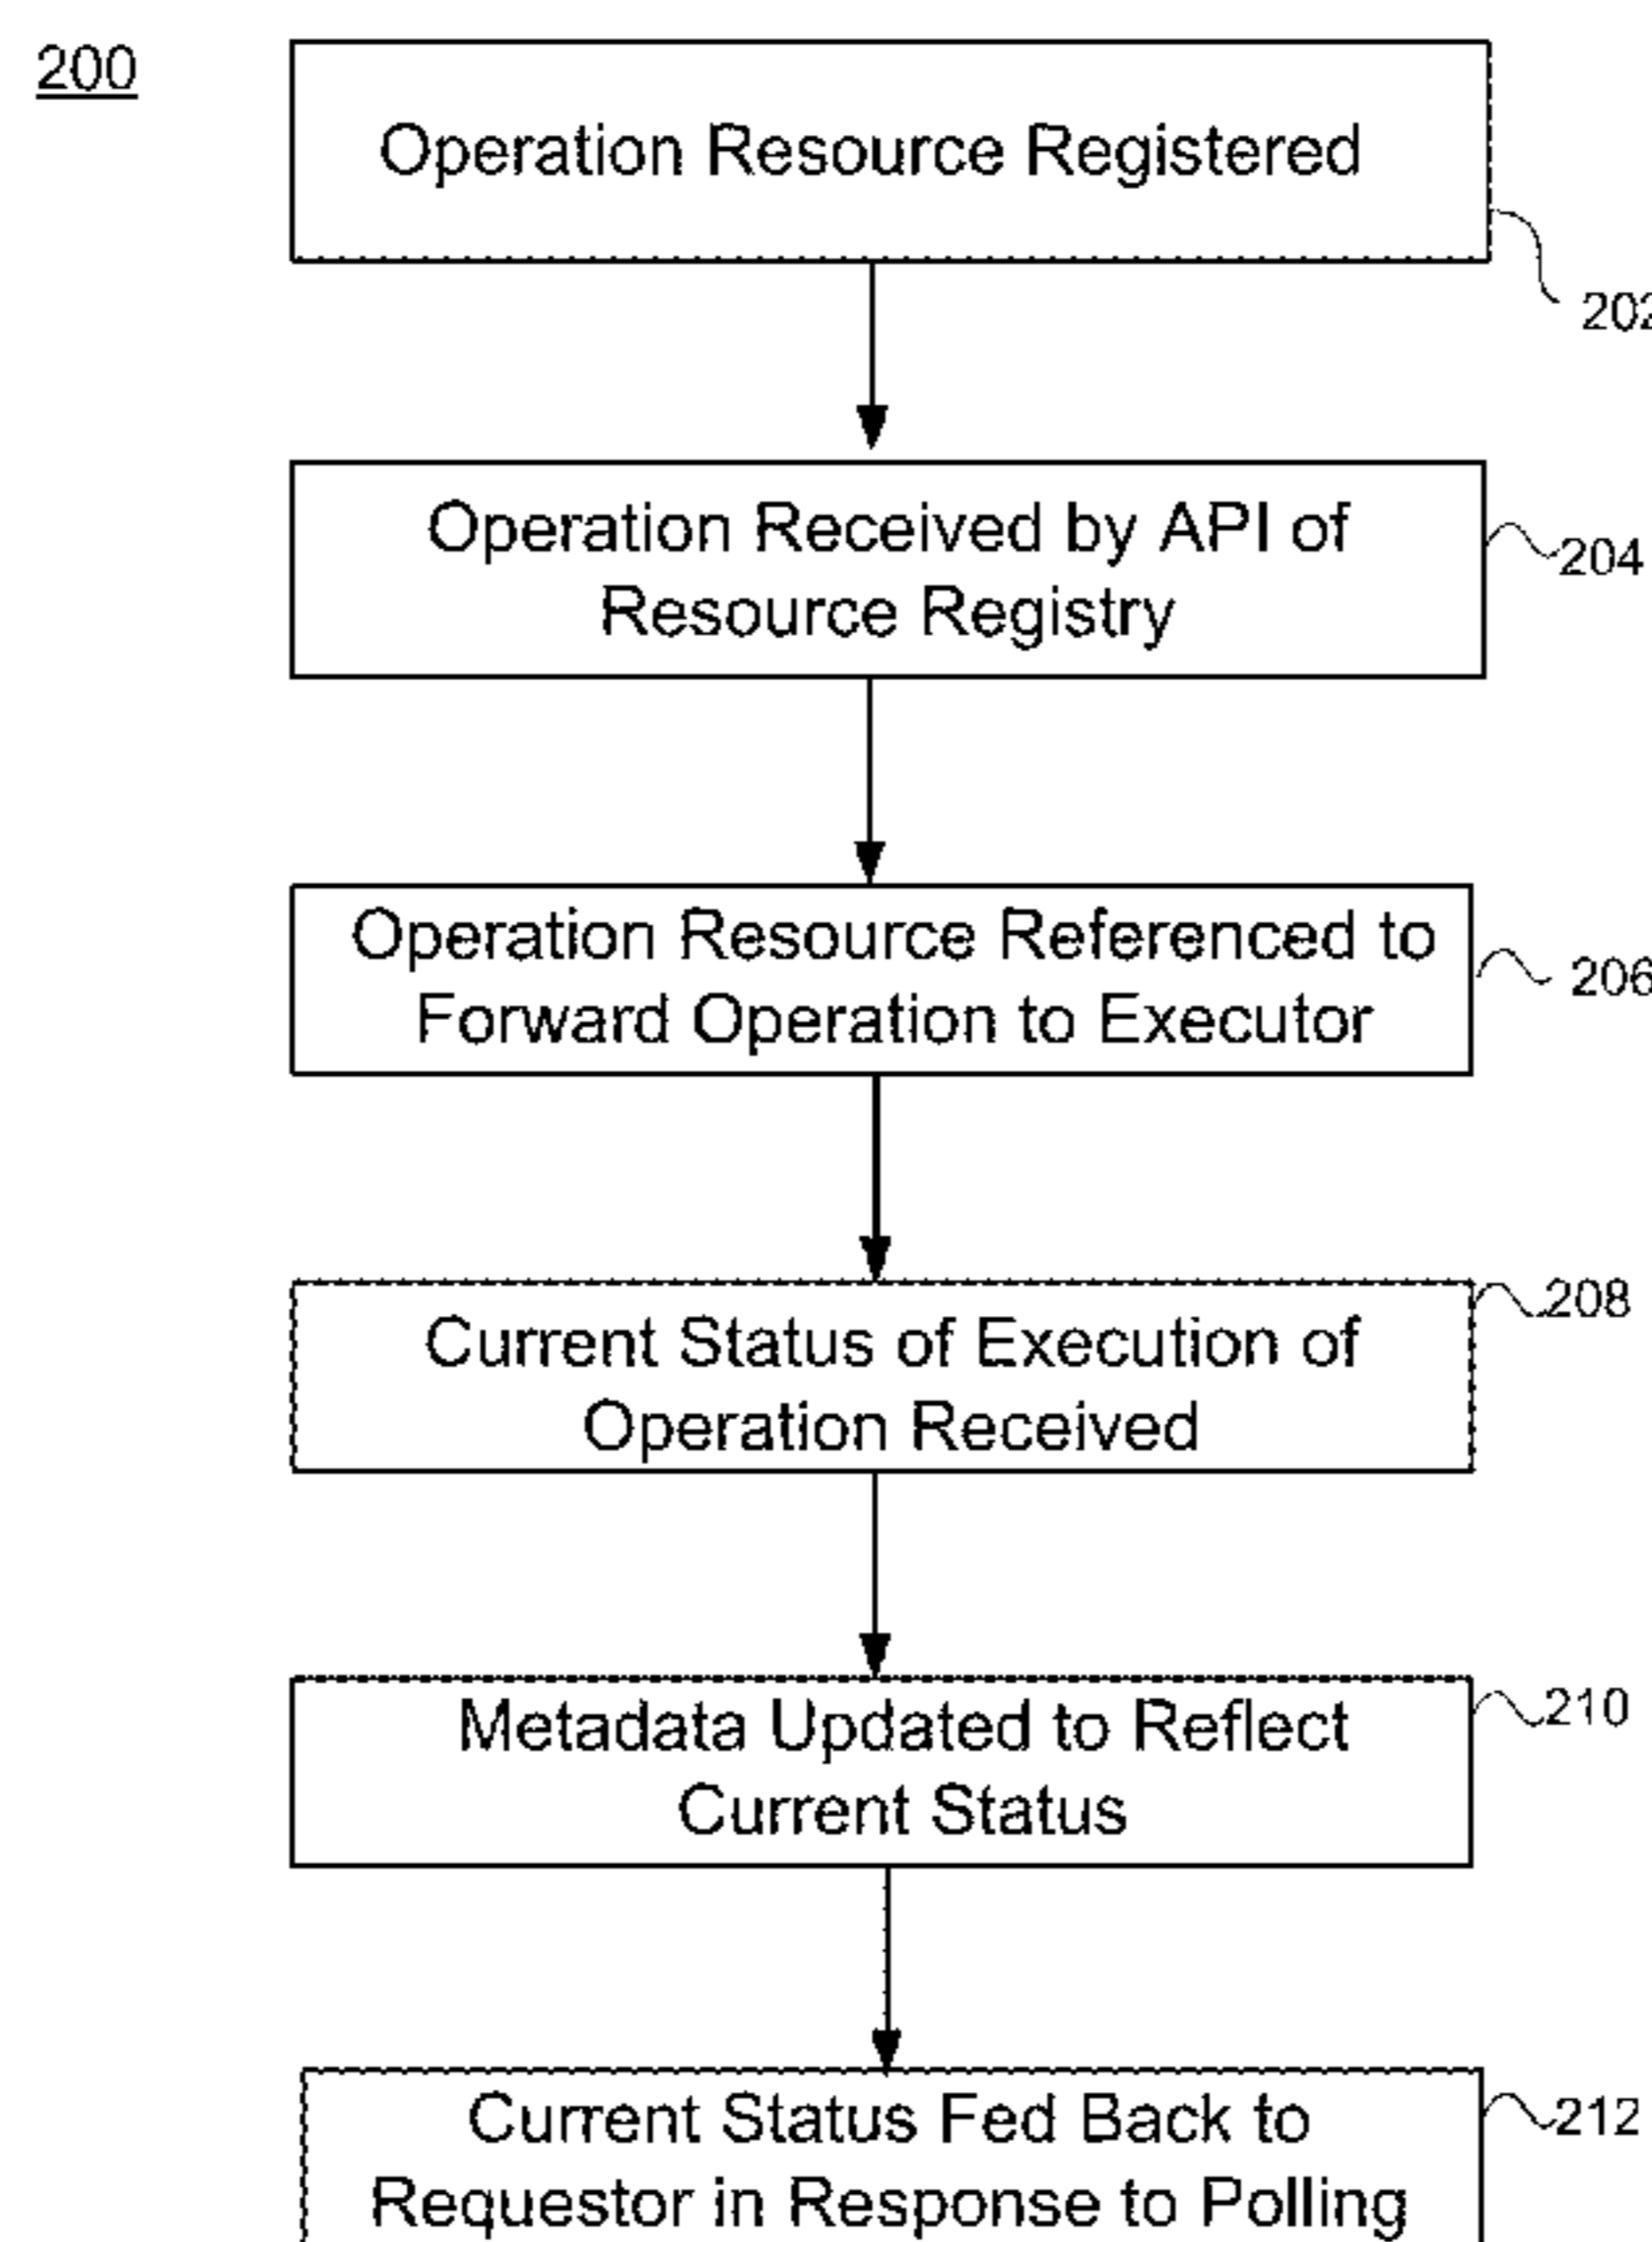 200
Operation Resource Registered
202
Operation Received by API of
Resource Registry
204
Operation Resource Referenced to
Forward Operation to Executor
206
Current Status of Execution of
Operation Received
208
Metadata Updated to Reflect
Current Status
210
Current Status Fed Back to
Requestor in Response to Polling
212